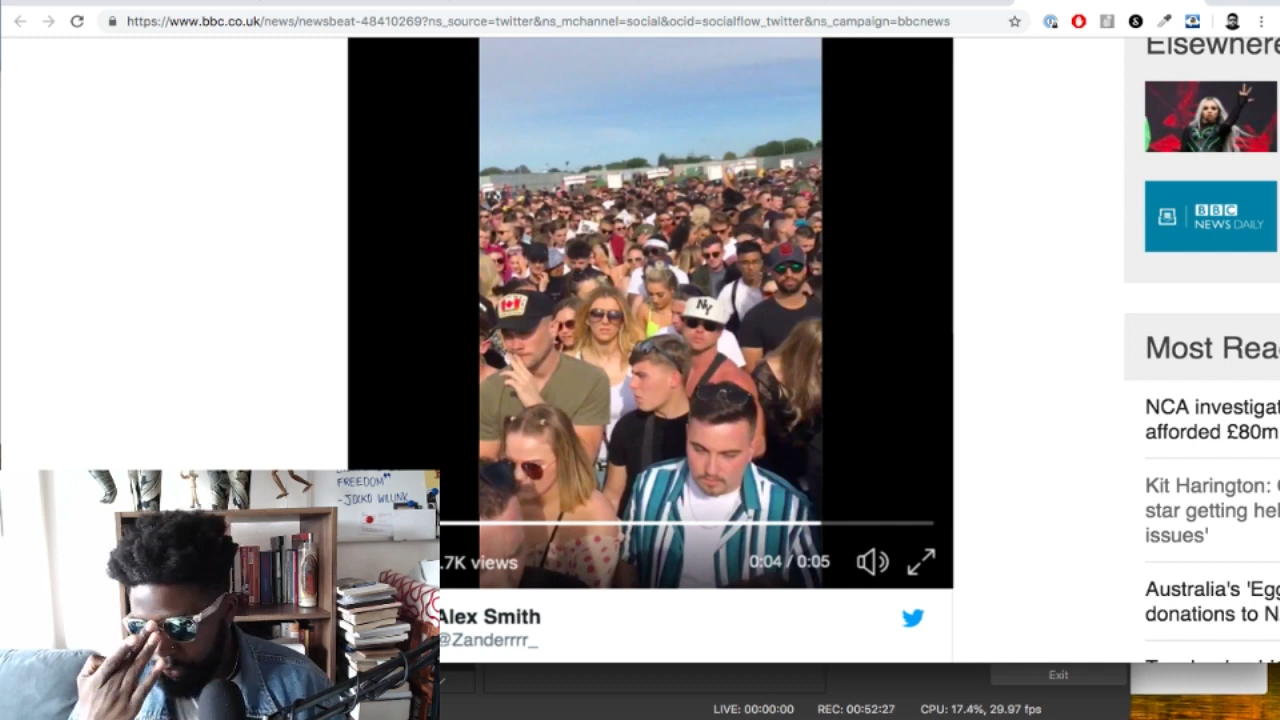 https://www.bbc.co.uk/news/newsbeat-48410269?ns_source=twitter&ns_mchannel=social&ocid=socialflow_twitter&ns_campaign=bbcnews
Elsewhere
BBC
NEWS DAILY
Most Rea
NCA investigat
afforded £80m
Kit Harington: G
star getting hel
issues'
Australia's 'Egg
donations to N
NY
FREEDOM"
- JOCKO WILLINK
.7K views
0:04 / 0:05
Alex Smith
@Zanderrrr_
Exit
LIVE: 00:00:00
REC: 00:52:27
CPU: 17.4%, 29.97 fps